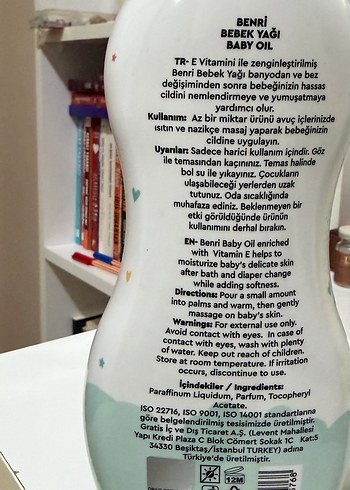 BENRİ
BEBEK YAĞI
BABY OIL
TR- E Vitamini ile zenginleştirilmiş
Benri Bebek Yağı banyodan ve bez
değişiminden sonra bebeğinizin hassas
cildini nemlendirmeye ve yumuşatmaya
yardımcı olur.
Kullanım: Az bir miktar ürünü avuç içlerinizde
ısıtın ve nazikçe masaj yaparak bebeğinizin
cildine uygulayın.
Uyarılar: Sadece harici kullanım içindir. Göz
ile temasından kaçınınız. Temas halinde
bol su ile yıkayınız. Çocukların
ulaşabileceği yerlerden uzak
tutunuz. Oda sıcaklığında
muhafaza ediniz. Beklenmeyen bir
etki görüldüğünde ürünün
kullanımını derhal bırakın.
EN- Benri Baby Oil enriched
with Vitamin E helps to
moisturize baby's delicate skin
after bath and diaper change
while adding softness.
Directions: Pour a small amount
into palms and warm, then gently
massage on baby's skin.
Warnings: For external use only.
Avoid contact with eyes. In case of
contact with eyes, wash with plenty
of water. Keep out reach of children.
Store at room temperature. If irritation
occurs, discontinue to use.
İçindekiler / Ingredients:
Paraffinum Liquidum, Parfum, Tocopheryl
Acetate.
ISO 22716, ISO 9001, ISO 14001 standartlarına
göre belgelendirilmiş tesisimizde üretilmiştir.
Gratis İç ve Dış Ticaret A.Ş. (Levent Mahallesi
Yapı Kredi Plaza C Blok Cömert Sokak 1C Kat:5
34330 Beşiktaş/İstanbul TURKEY) adına
Türkiye'de üretilmiştir.
12M
768